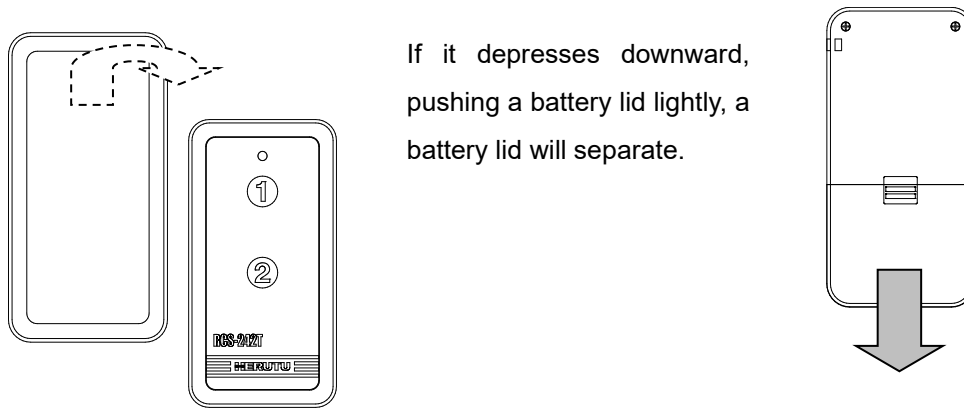 If it depresses downward,
pushing a battery lid lightly, a
battery lid will separate.
1
2
RCS-242T
HERUTU